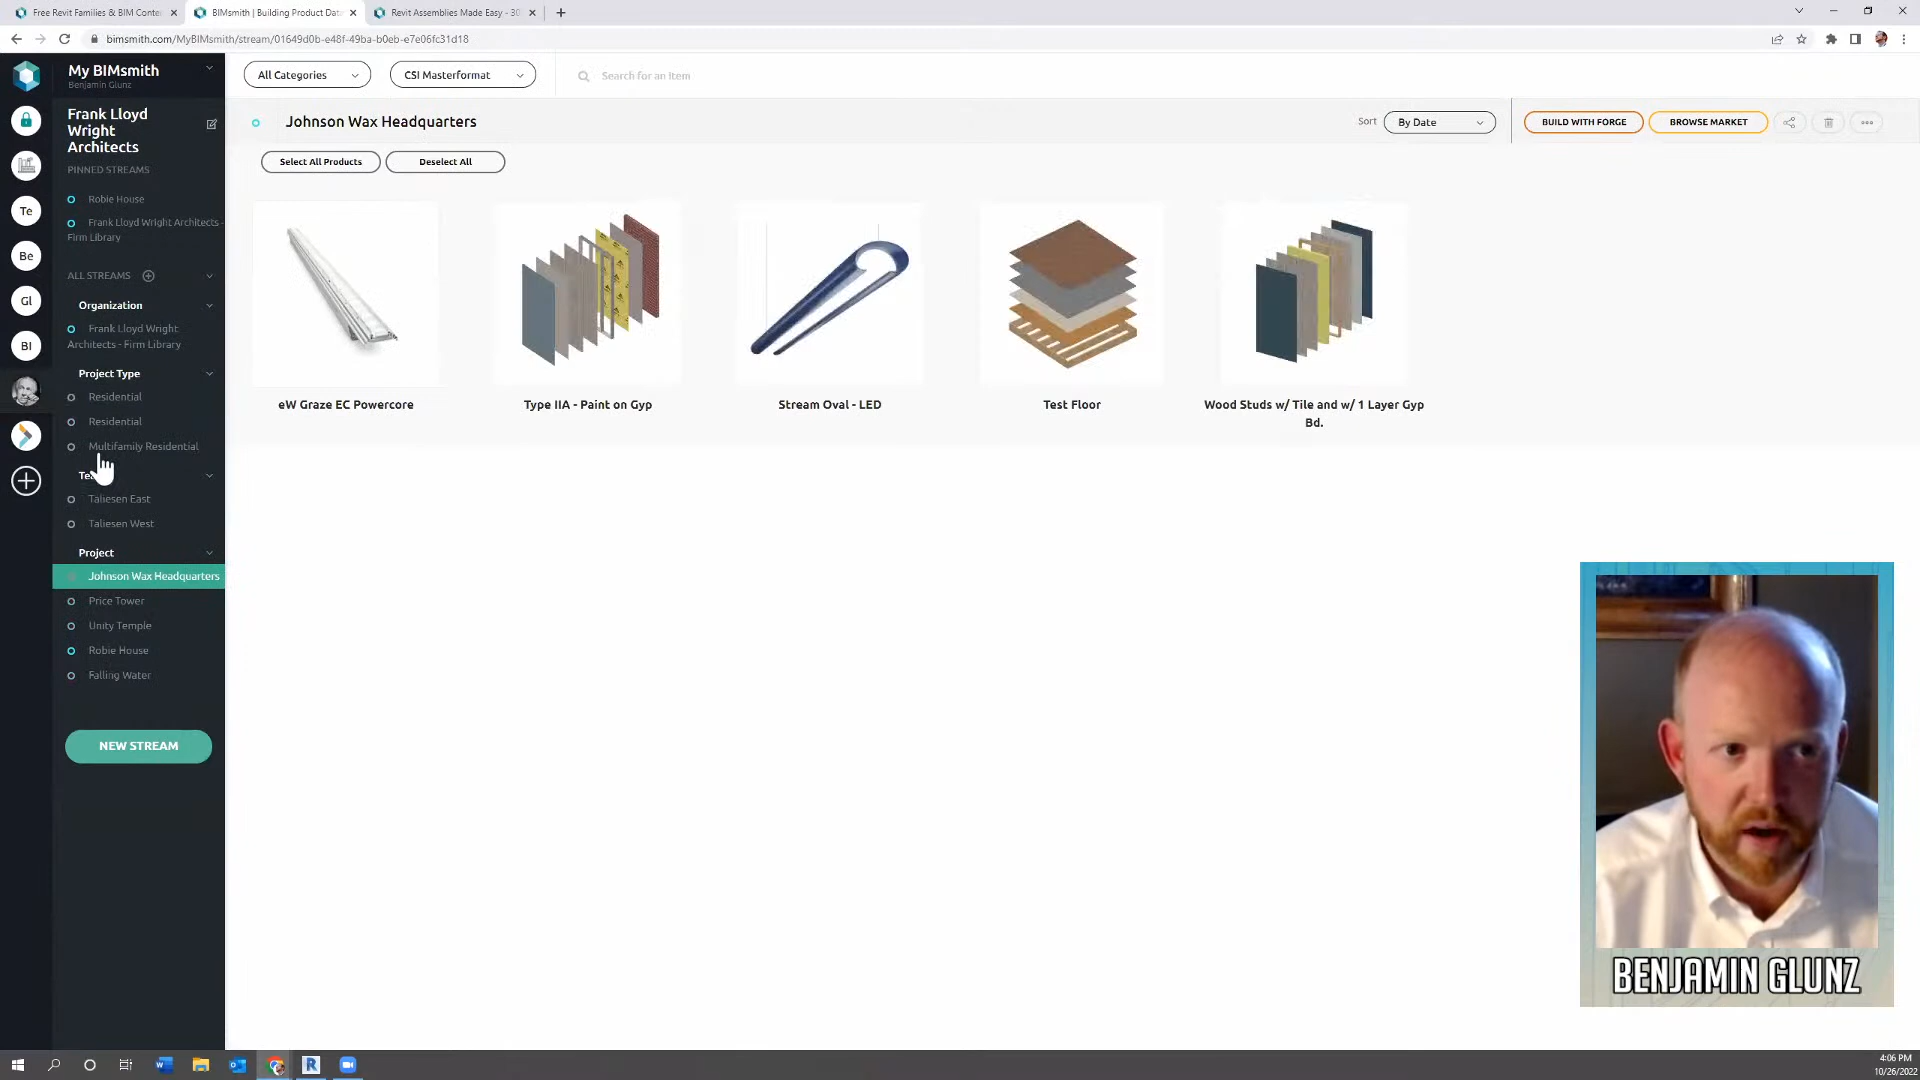 Free Revit Families & BIM Conte
BIMsmith | Building Product Dat
Revit Assemblies Made Easy - 30
bimsmith.com/MyBIMsmith/stream/01649d0b-e48f-49ba-b0eb-e7e06fc31d18
My BIMsmith
Benjamin Glunz
All Categories
CSI Masterformat
Search for an Item
Frank Lloyd
Wright
Architects
Johnson Wax Headquarters
Sort
By Date
BUILD WITH FORGE
BROWSE MARKET
Select All Products
Deselect All
PINNED STREAMS
Robie House
Frank Lloyd Wright Architects -
Firm Library
ALL STREAMS
Organization
Frank Lloyd Wright
Architects - Firm Library
Project Type
Residential
Residential
Multifamily Residential
Taliesen East
Taliesen West
Project
Johnson Wax Headquarters
Price Tower
Unity Temple
Robie House
Falling Water
NEW STREAM
Te
Be
Gl
BI
eW Graze EC Powercore
Type IIA - Paint on Gyp
Stream Oval - LED
Test Floor
Wood Studs w/ Tile and w/ 1 Layer Gyp
Bd.
BENJAMIN GLUNZ
4:06 PM
10/26/2022